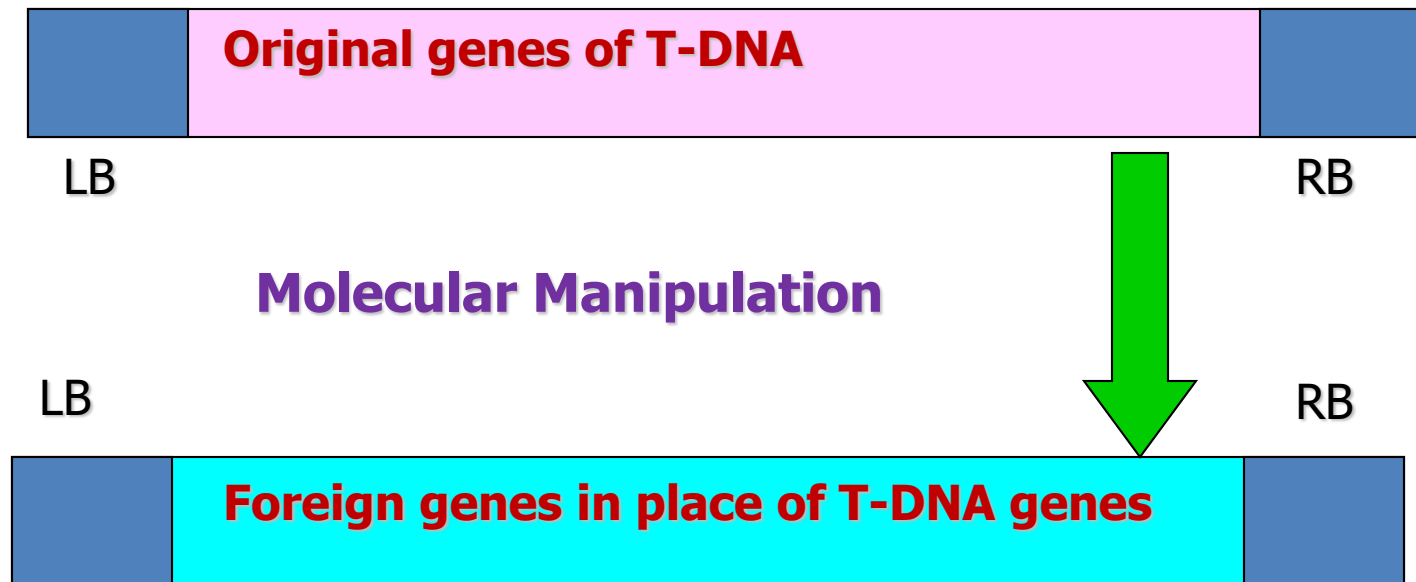 Original genes of T-DNA
LB RB
Molecular Manipulation
LB RB
Foreign genes in place of T-DNA genes